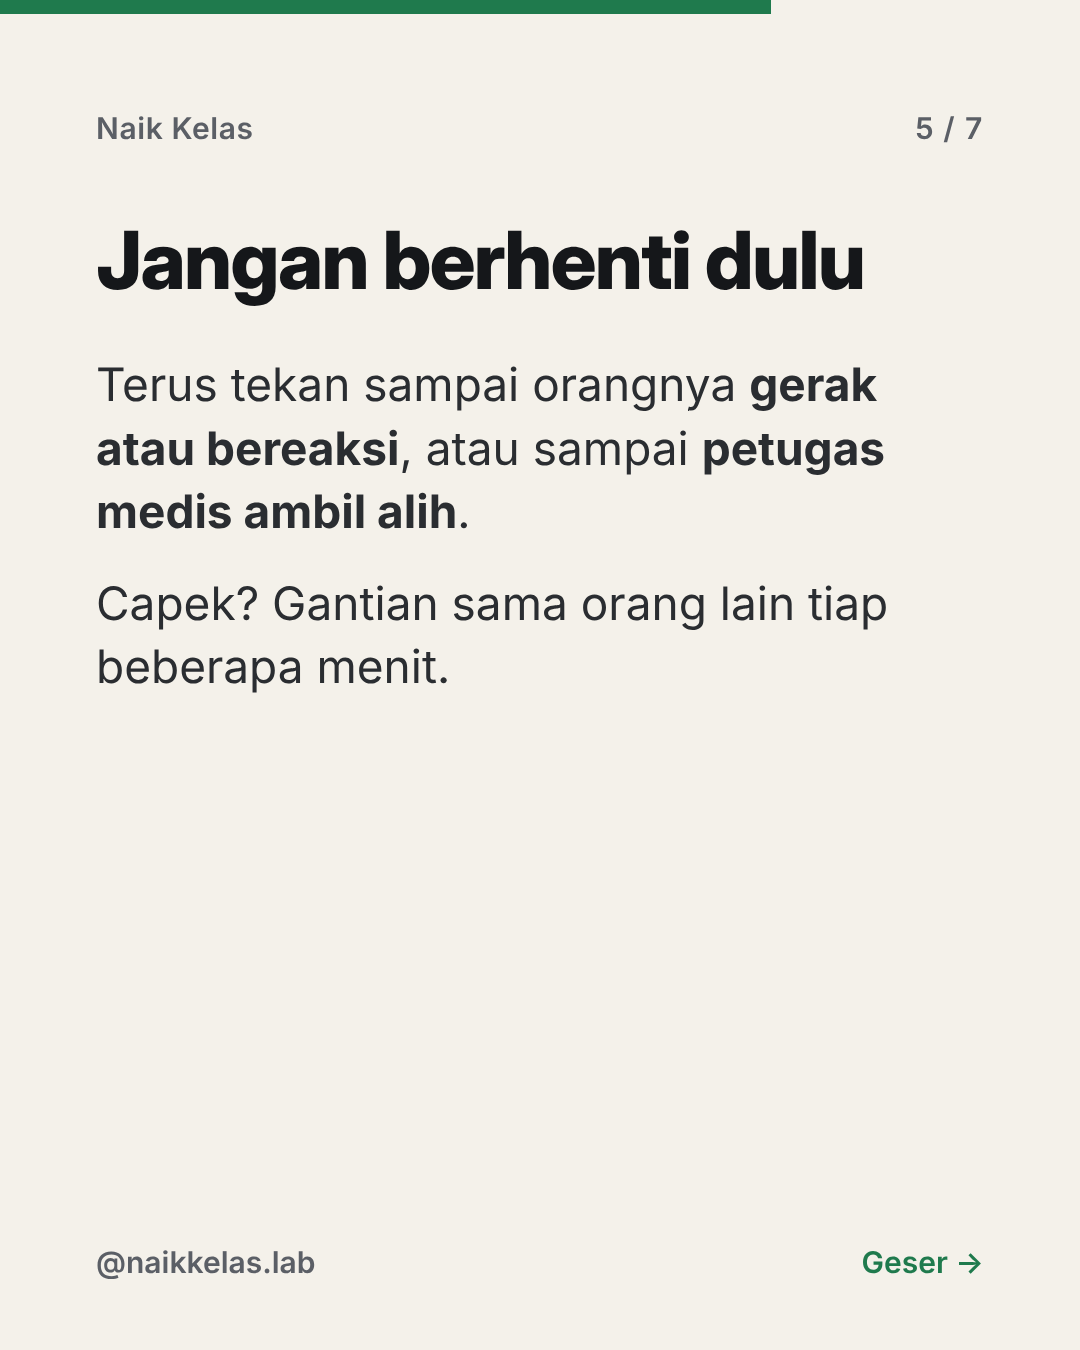 Naik Kelas
5 / 7
Jangan berhenti dulu
Terus tekan sampai orangnya gerak
atau bereaksi, atau sampai petugas
medis ambil alih.
Capek? Gantian sama orang lain tiap
beberapa menit.
@naikkelas.lab
Geser →